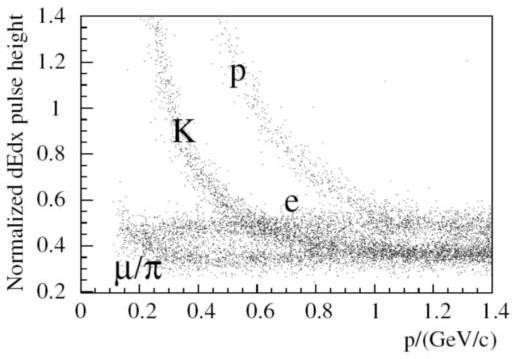 Normalized dEdx pulse height
1.4
1.2
1
0.8
0.6
0.4
0.2
p
K
e
μ/π
0 0.2 0.4 0.6 0.8 1 1.2 1.4
p/(GeV/c)